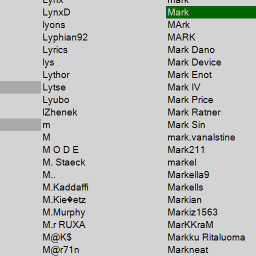 Lynx
LynxD
lyons
Lyphian92
Lyrics
lys
Lythor
Lytse
Lyubo
lZhenek
m
M
M O D E
M. Staeck
M..
M.Kaddaffi
M.Kie�etz
M.Murphy
M.r RUXA
M@K$
M@r71n
mark
Mark
MArk
MARK
Mark Dano
Mark Device
Mark Enot
Mark IV
Mark Price
Mark Ratner
Mark Sin
mark.vanalstine
Mark211
markel
Markella9
Markells
Markian
Markiz1563
MarKKraM
Markku Ritaluoma
Markneat